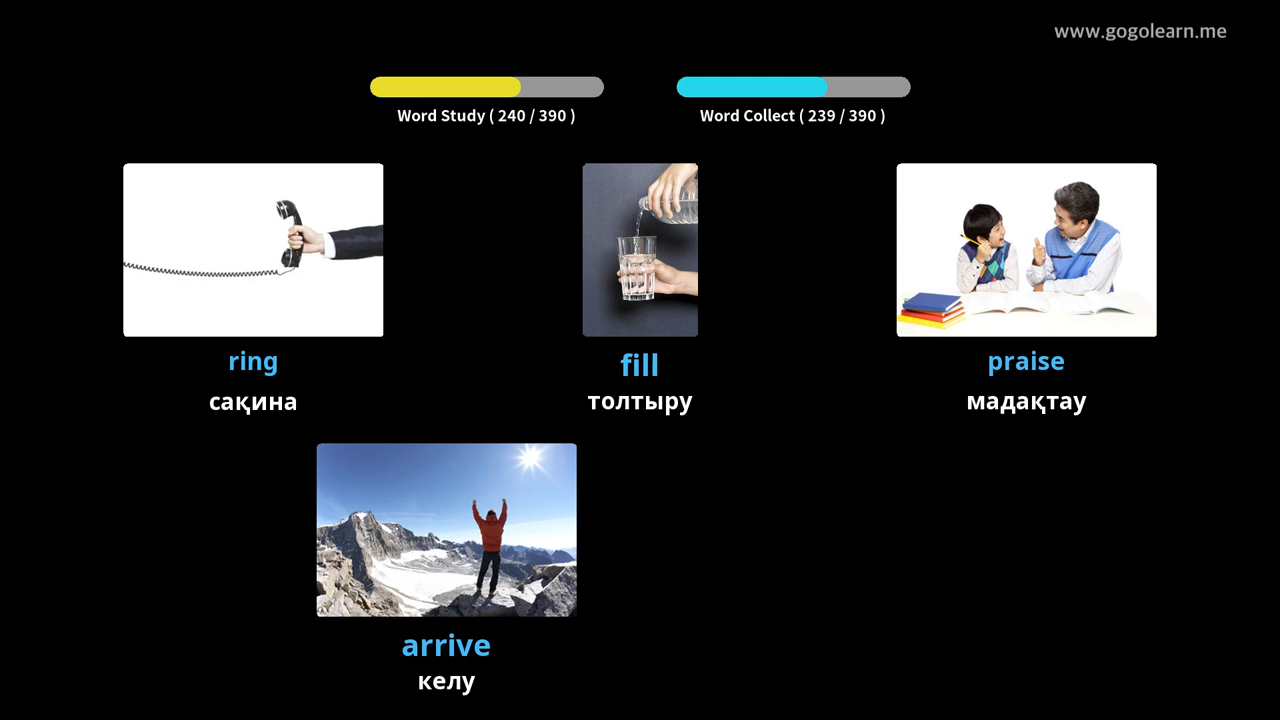 www.gogolearn.me
Word Study ( 240 / 390 )
Word Collect ( 239 / 390 )
ring
сақина
fill
толтыру
praise
мадақтау
arrive
келу